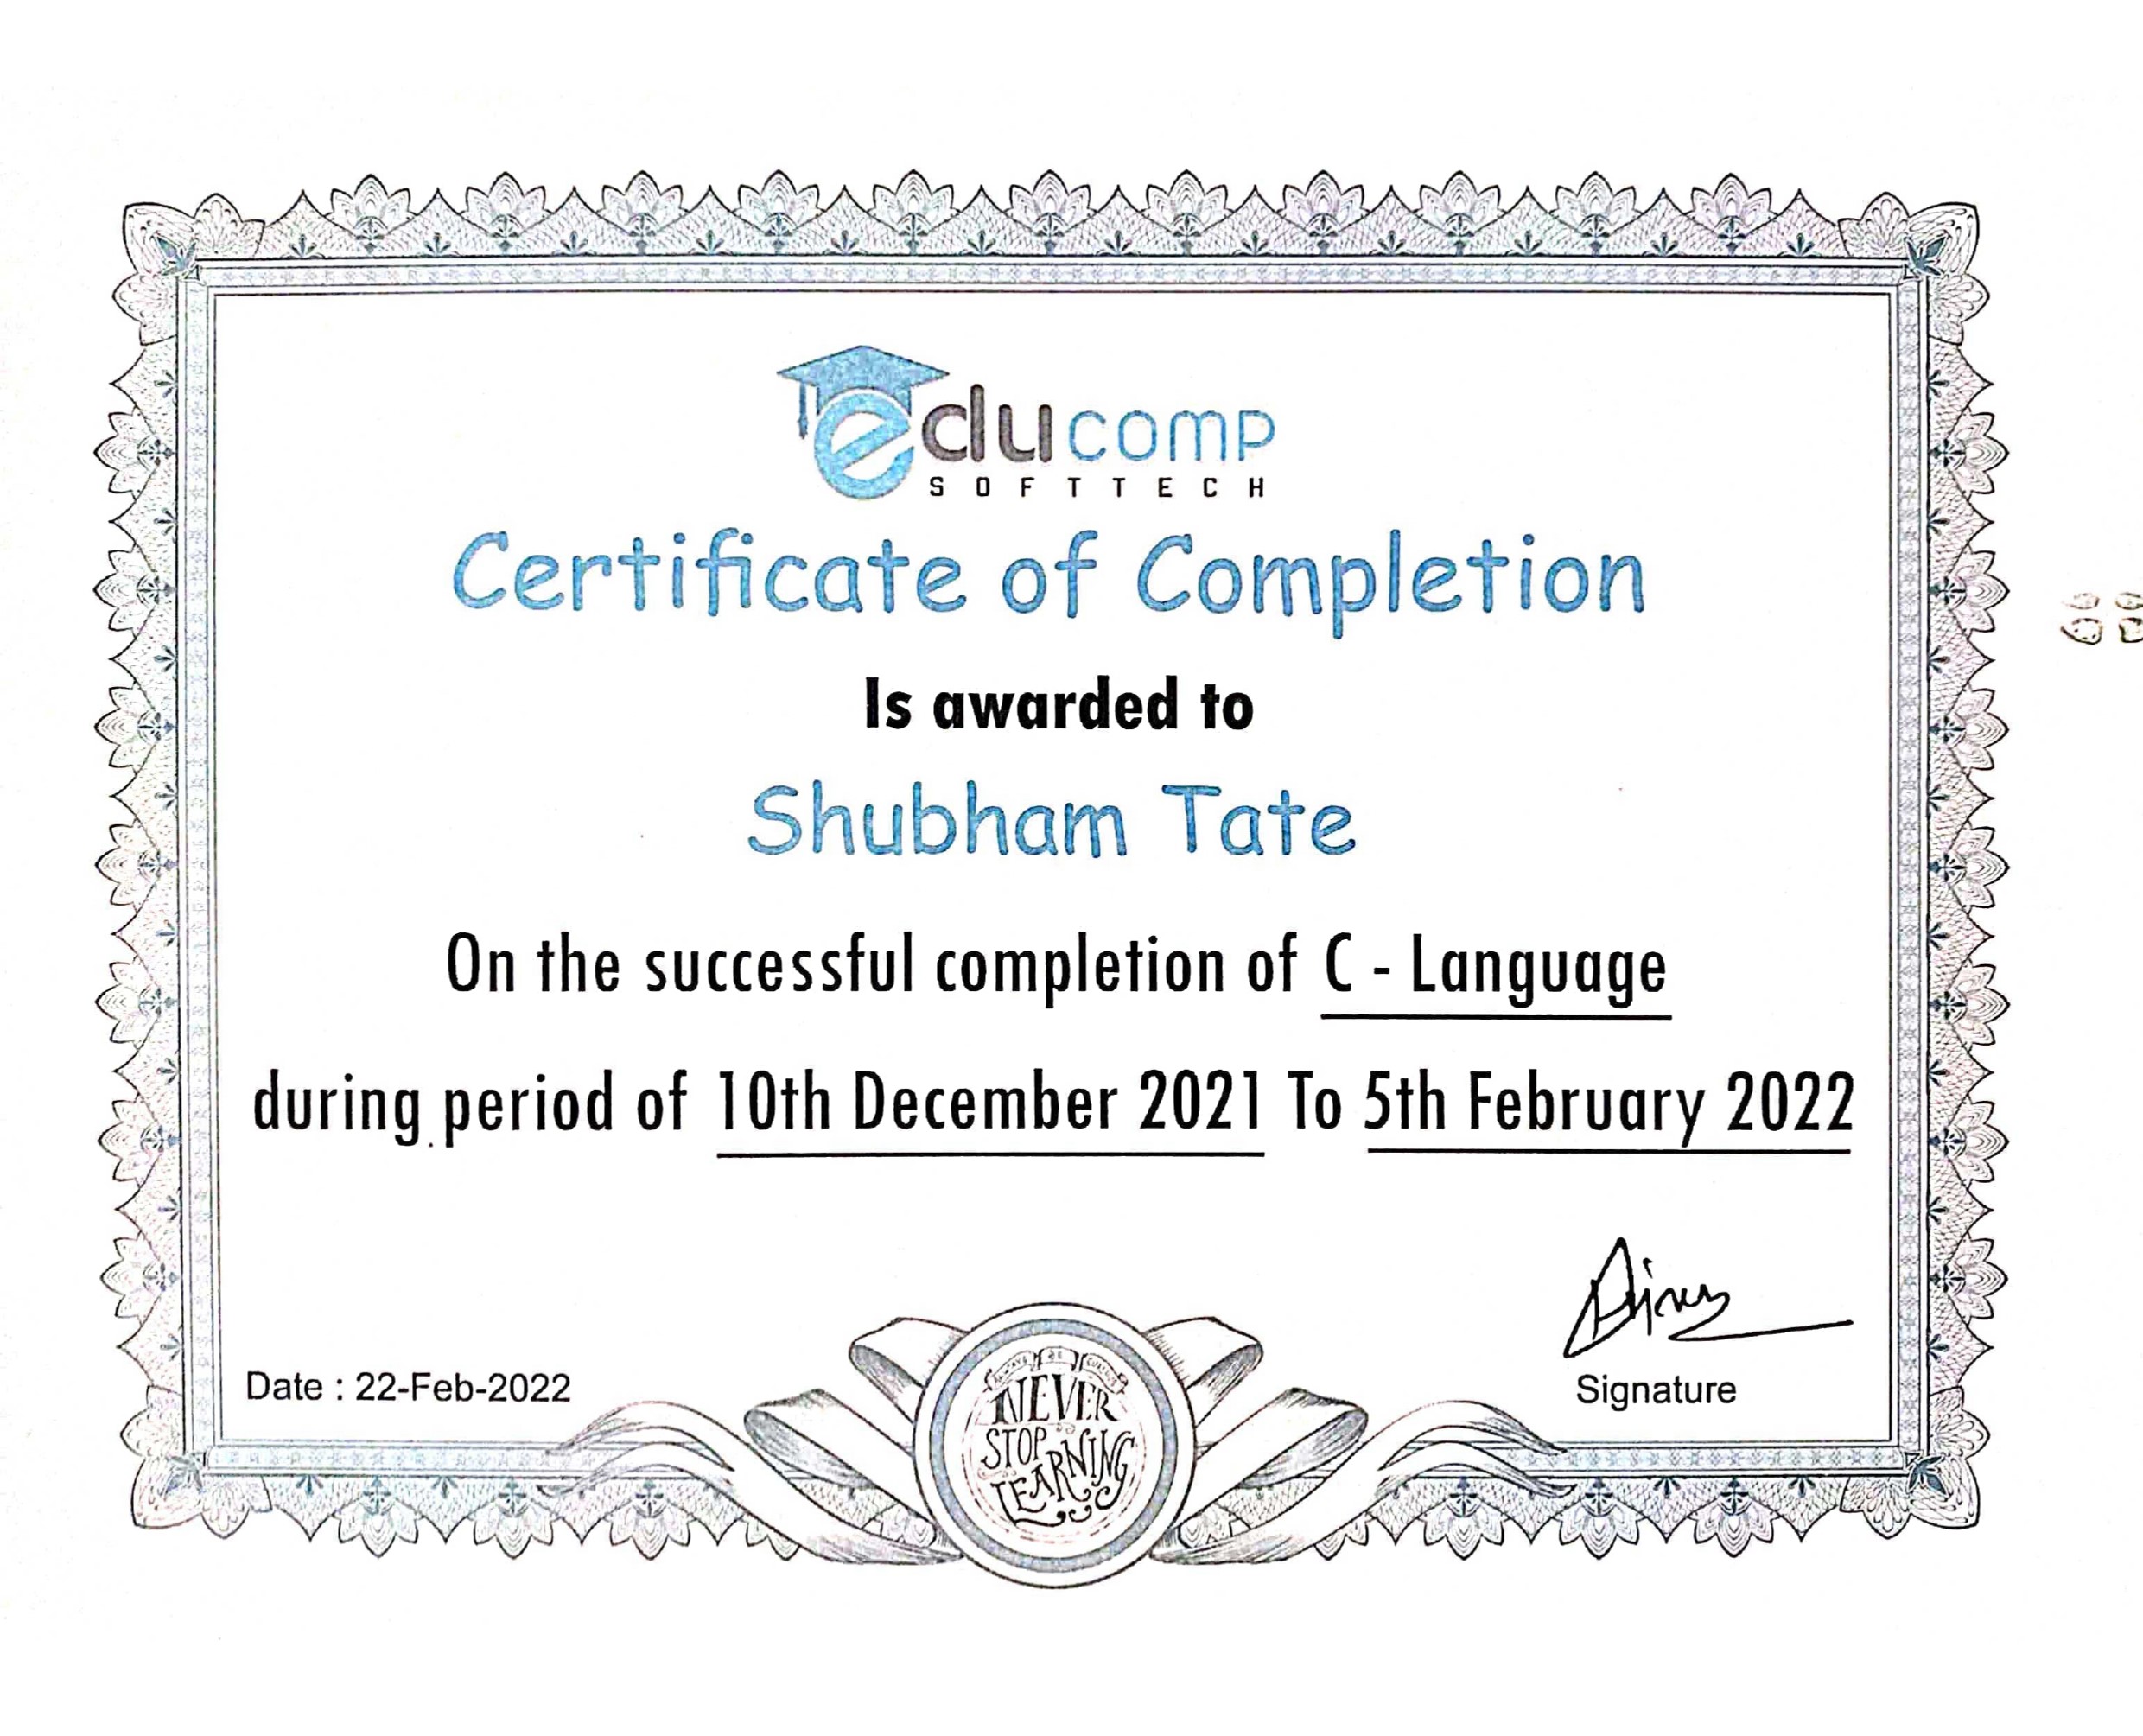 educomp
SOFTTECH
Certificate of Completion
Is awarded to
Shubham Tate
On the successful completion of C - Language
during period of 10th December 2021 To 5th February 2022
Date : 22-Feb-2022
Signature
NEVER
STOP
LEARNING